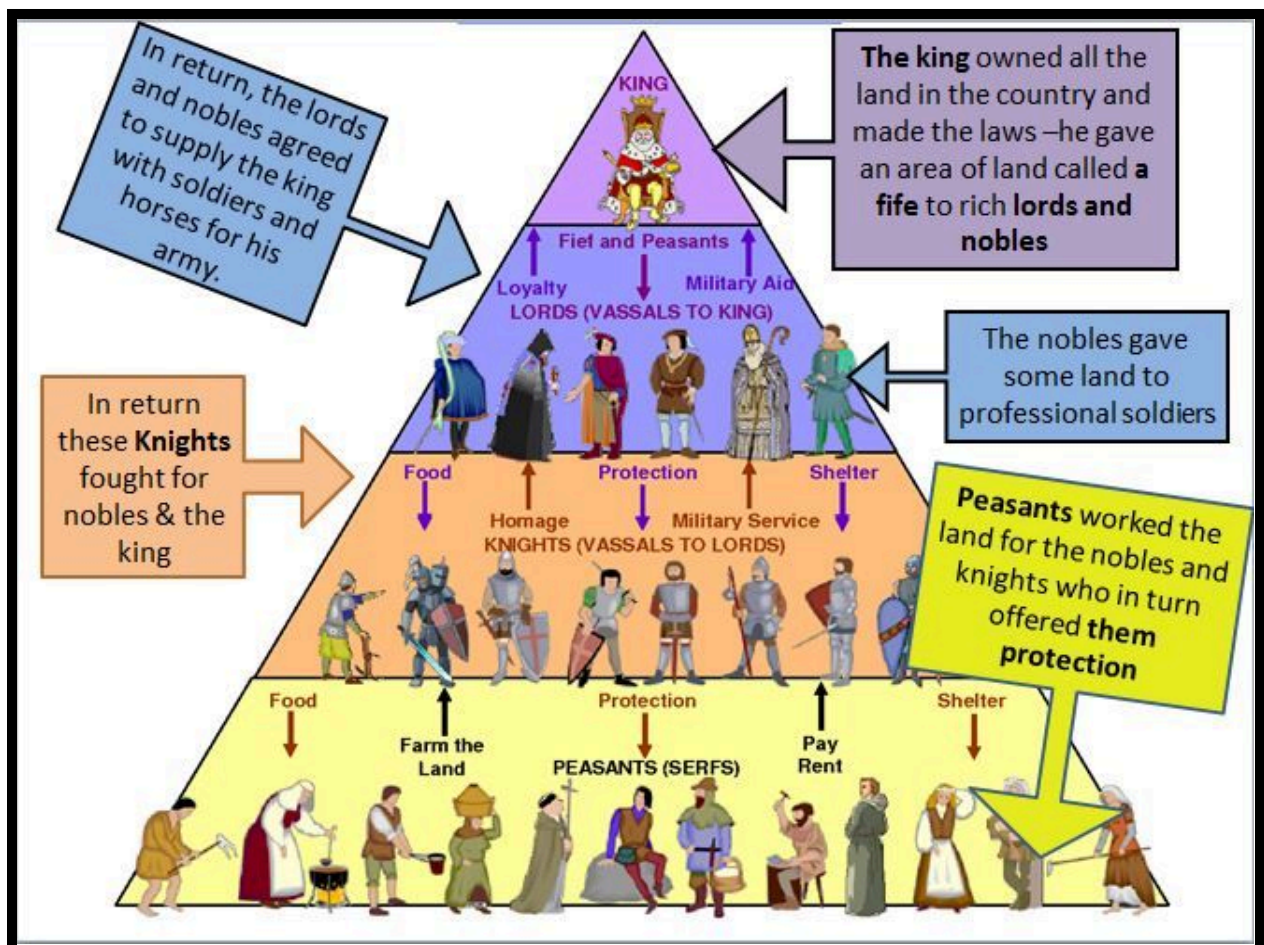 In return, the lords
and nobles agreed
to supply the king
with soldiers and
horses for his
army.
KING
The king owned all the
land in the country and
made the laws –he gave
an area of land called a
fife to rich lords and
nobles
Fief and Peasants
Loyalty
Military Aid
LORDS (VASSALS TO KING)
The nobles gave
some land to
professional soldiers
In return
these Knights
fought for
nobles & the
king
Food
Protection
Shelter
Homage
Military Service
KNIGHTS (VASSALS TO LORDS)
Peasants worked the
land for the nobles and
knights who in turn
offered them
protection
Food
Protection
Shelter
Farm the
Land
Pay
Rent
PEASANTS (SERFS)